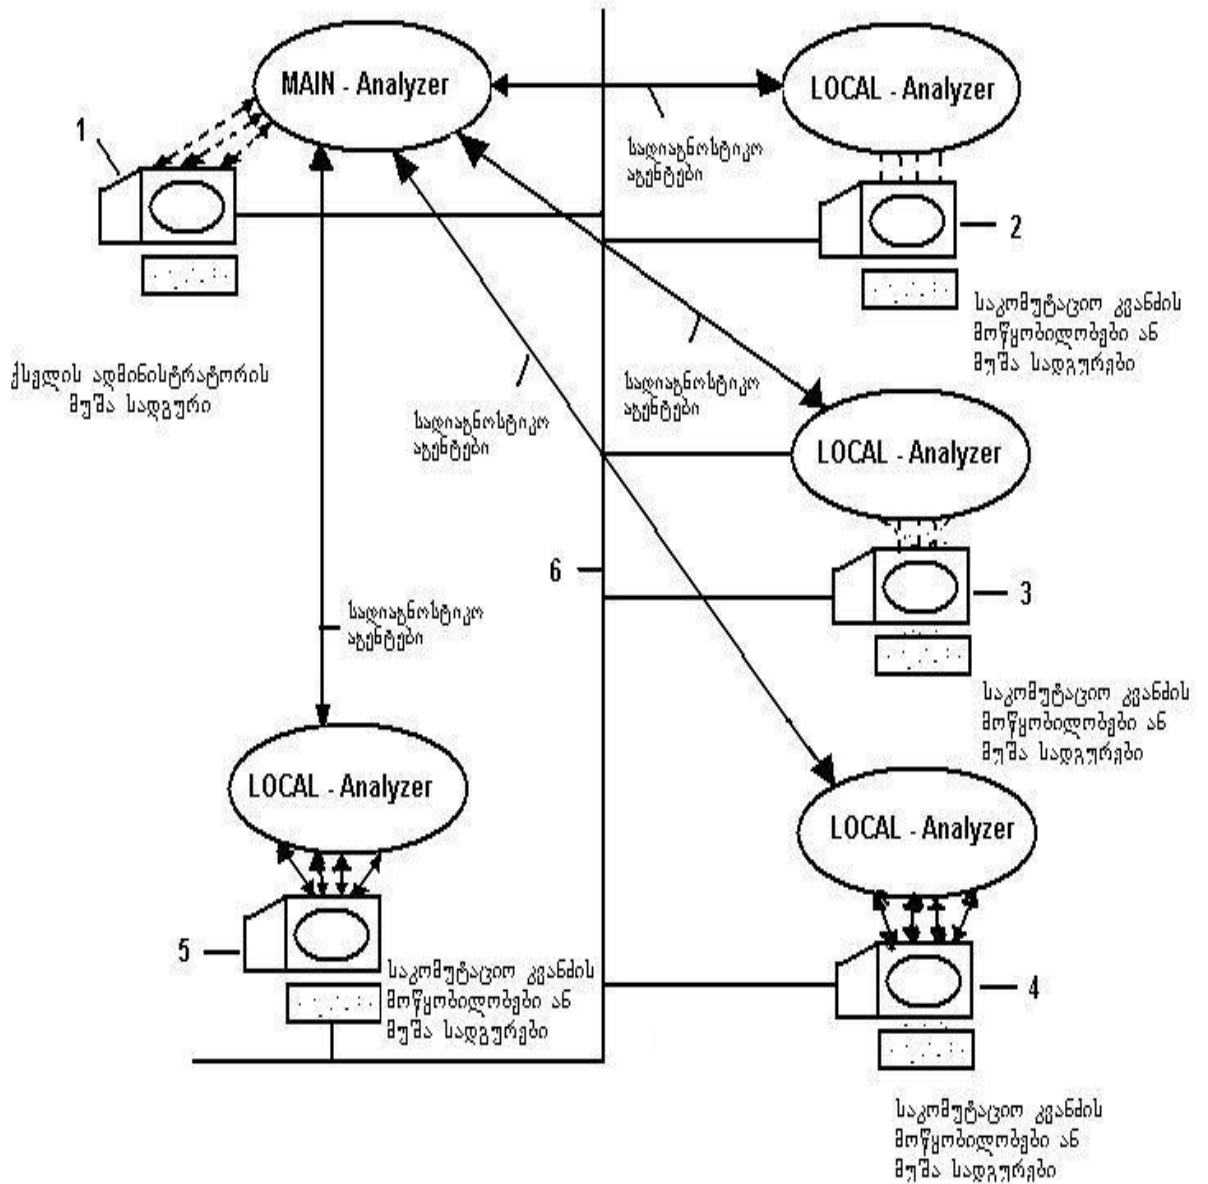 MAIN - Analyzer
LOCAL - Analyzer
1
სადიაგნოსტიკო
აგენტები
2
საკომუტაციო კვანძის
მოწყობილობები ან
მუშა სადგურები
ქსელის ადმინისტრატორის
მუშა სადგური
სადიაგნოსტიკო
აგენტები
სადიაგნოსტიკო
აგენტები
LOCAL - Analyzer
6
3
სადიაგნოსტიკო
აგენტები
საკომუტაციო კვანძის
მოწყობილობები ან
მუშა სადგურები
LOCAL - Analyzer
LOCAL - Analyzer
5
საკომუტაციო კვანძის
მოწყობილობები ან
მუშა სადგურები
4
საკომუტაციო კვანძის
მოწყობილობები ან
მუშა სადგურები